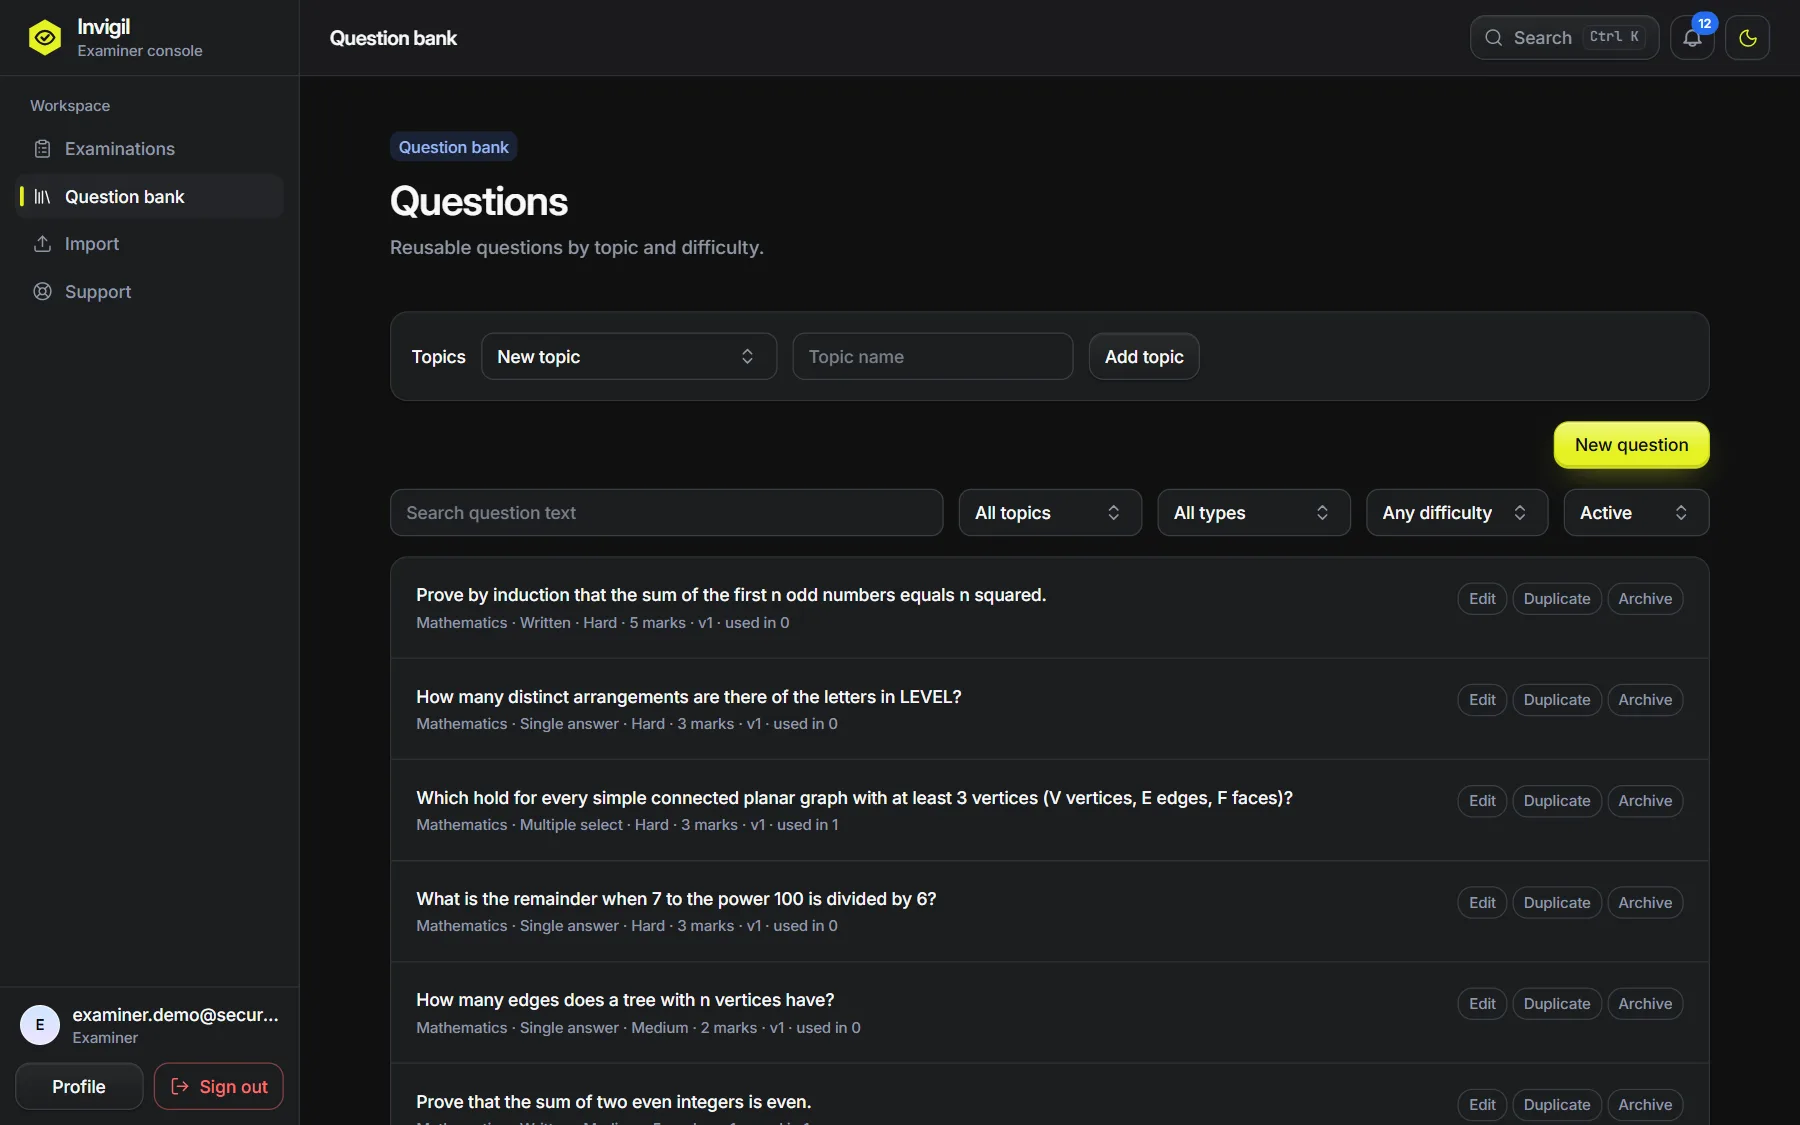 Invigil
Examiner console
Question bank
Search Ctrl K
12
Workspace
Examinations
Question bank
Import
Support
Question bank
Questions
Reusable questions by topic and difficulty.
Topics New topic Topic name Add topic
New question
Search question text All topics All types Any difficulty Active
Prove by induction that the sum of the first n odd numbers equals n squared.
Mathematics · Written · Hard · 5 marks · v1 · used in 0
Edit Duplicate Archive
How many distinct arrangements are there of the letters in LEVEL?
Mathematics · Single answer · Hard · 3 marks · v1 · used in 0
Edit Duplicate Archive
Which hold for every simple connected planar graph with at least 3 vertices (V vertices, E edges, F faces)?
Mathematics · Multiple select · Hard · 3 marks · v1 · used in 1
Edit Duplicate Archive
What is the remainder when 7 to the power 100 is divided by 6?
Mathematics · Single answer · Hard · 3 marks · v1 · used in 0
Edit Duplicate Archive
How many edges does a tree with n vertices have?
Mathematics · Single answer · Medium · 2 marks · v1 · used in 0
Edit Duplicate Archive
Prove that the sum of two even integers is even.
Edit Duplicate Archive
E
examiner.demo@secur...
Examiner
Profile
Sign out